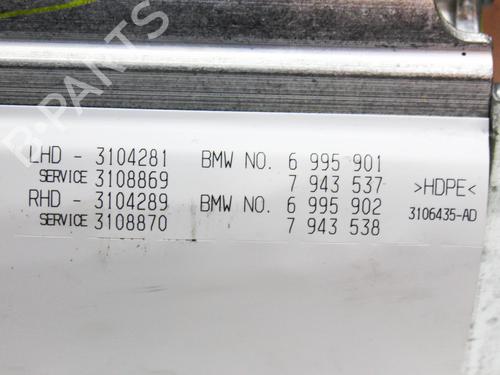 B-PARTS
LHD - 3104281 BMW NO. 6 995 901
SERVICE 3108869 7 943 537 >HDPE<
RHD - 3104289 BMW NO. 6 995 902
SERVICE 3108870 7 943 538 3106435-AD